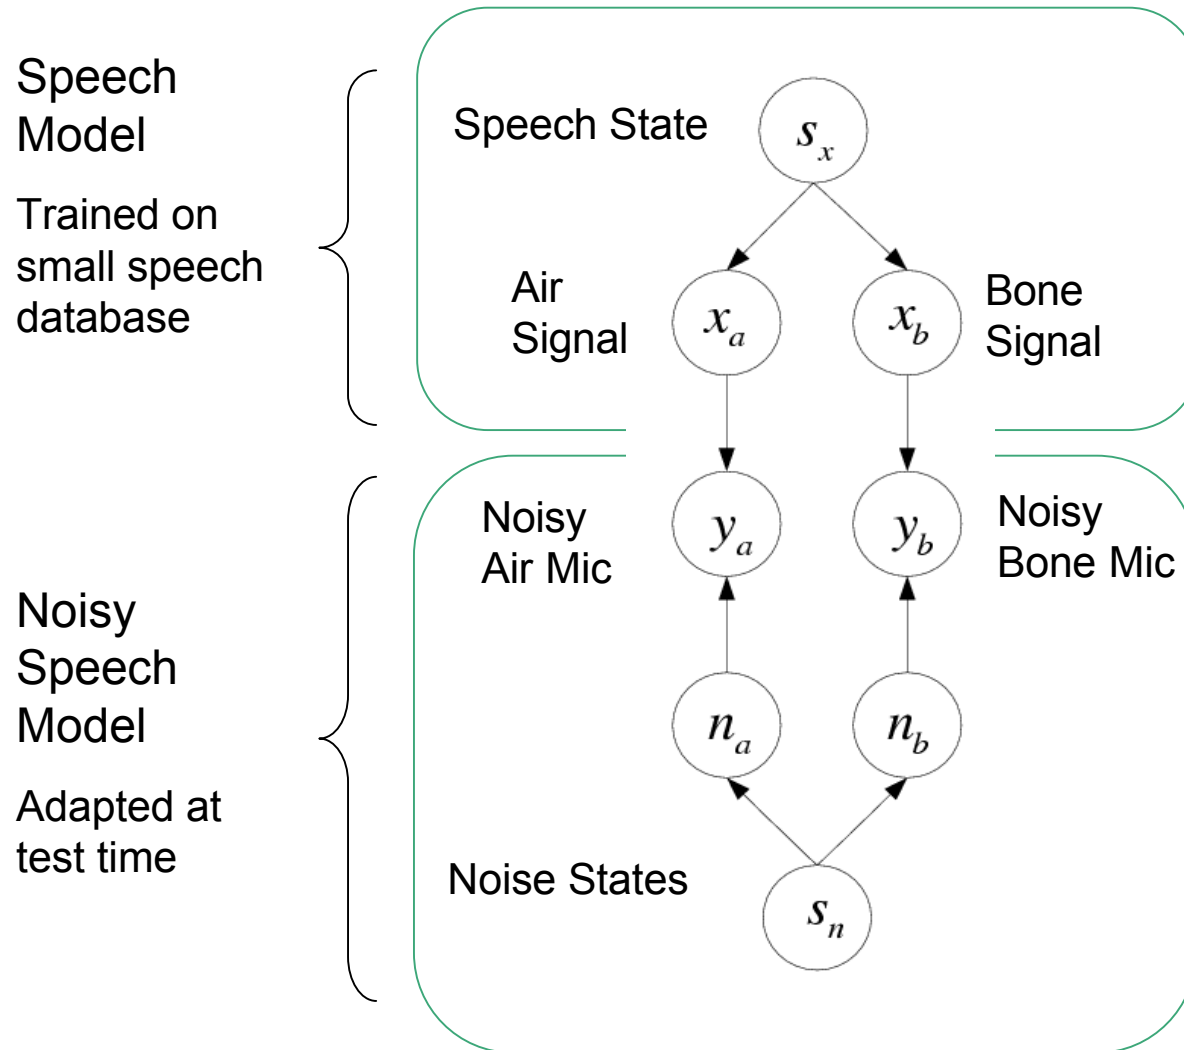 Speech
Model
Trained on
small speech
database
Speech State
s_x
Air
Signal
x_a
x_b
Bone
Signal
Noisy
Speech
Model
Adapted at
test time
Noisy
Air Mic
y_a
y_b
Noisy
Bone Mic
n_a
n_b
Noise States
s_n